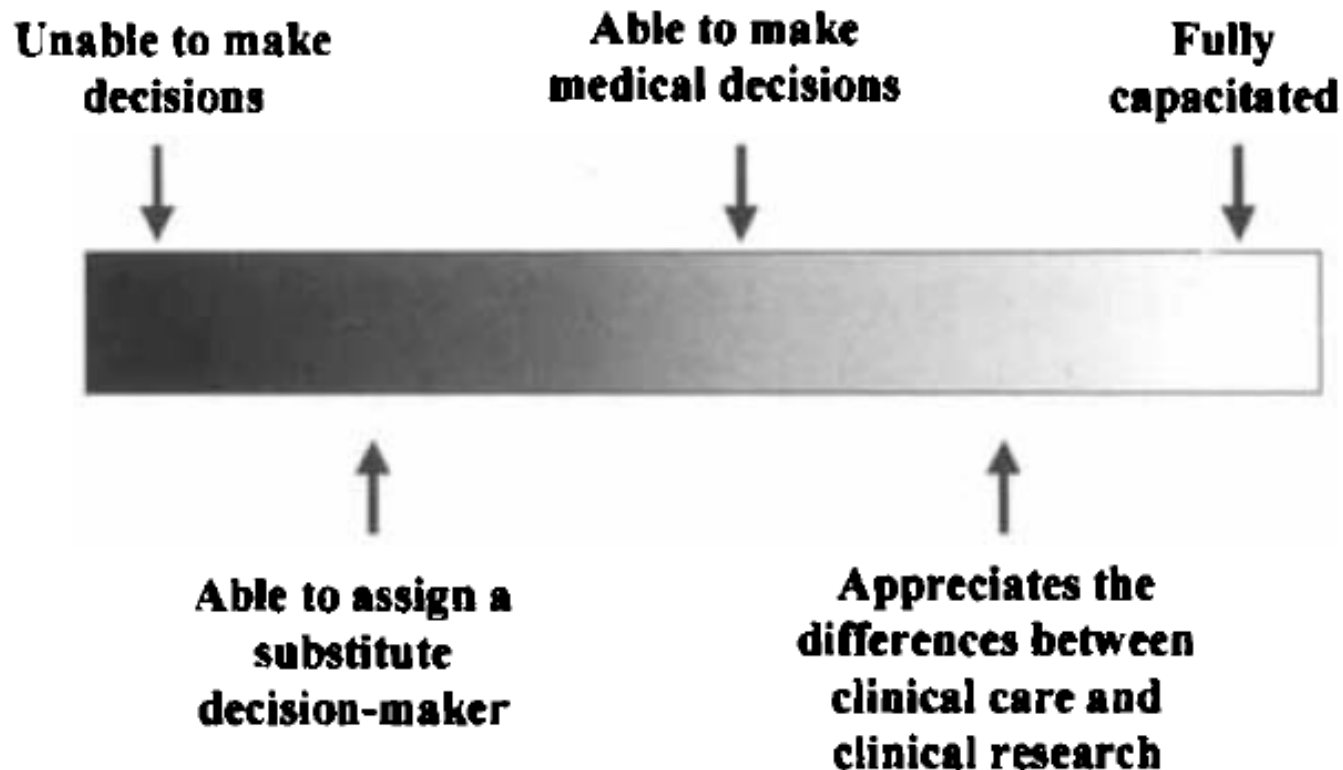 Unable to make
decisions
Able to make
medical decisions
Fully
capacitated
Able to assign a
substitute
decision-maker
Appreciates the
differences between
clinical care and
clinical research